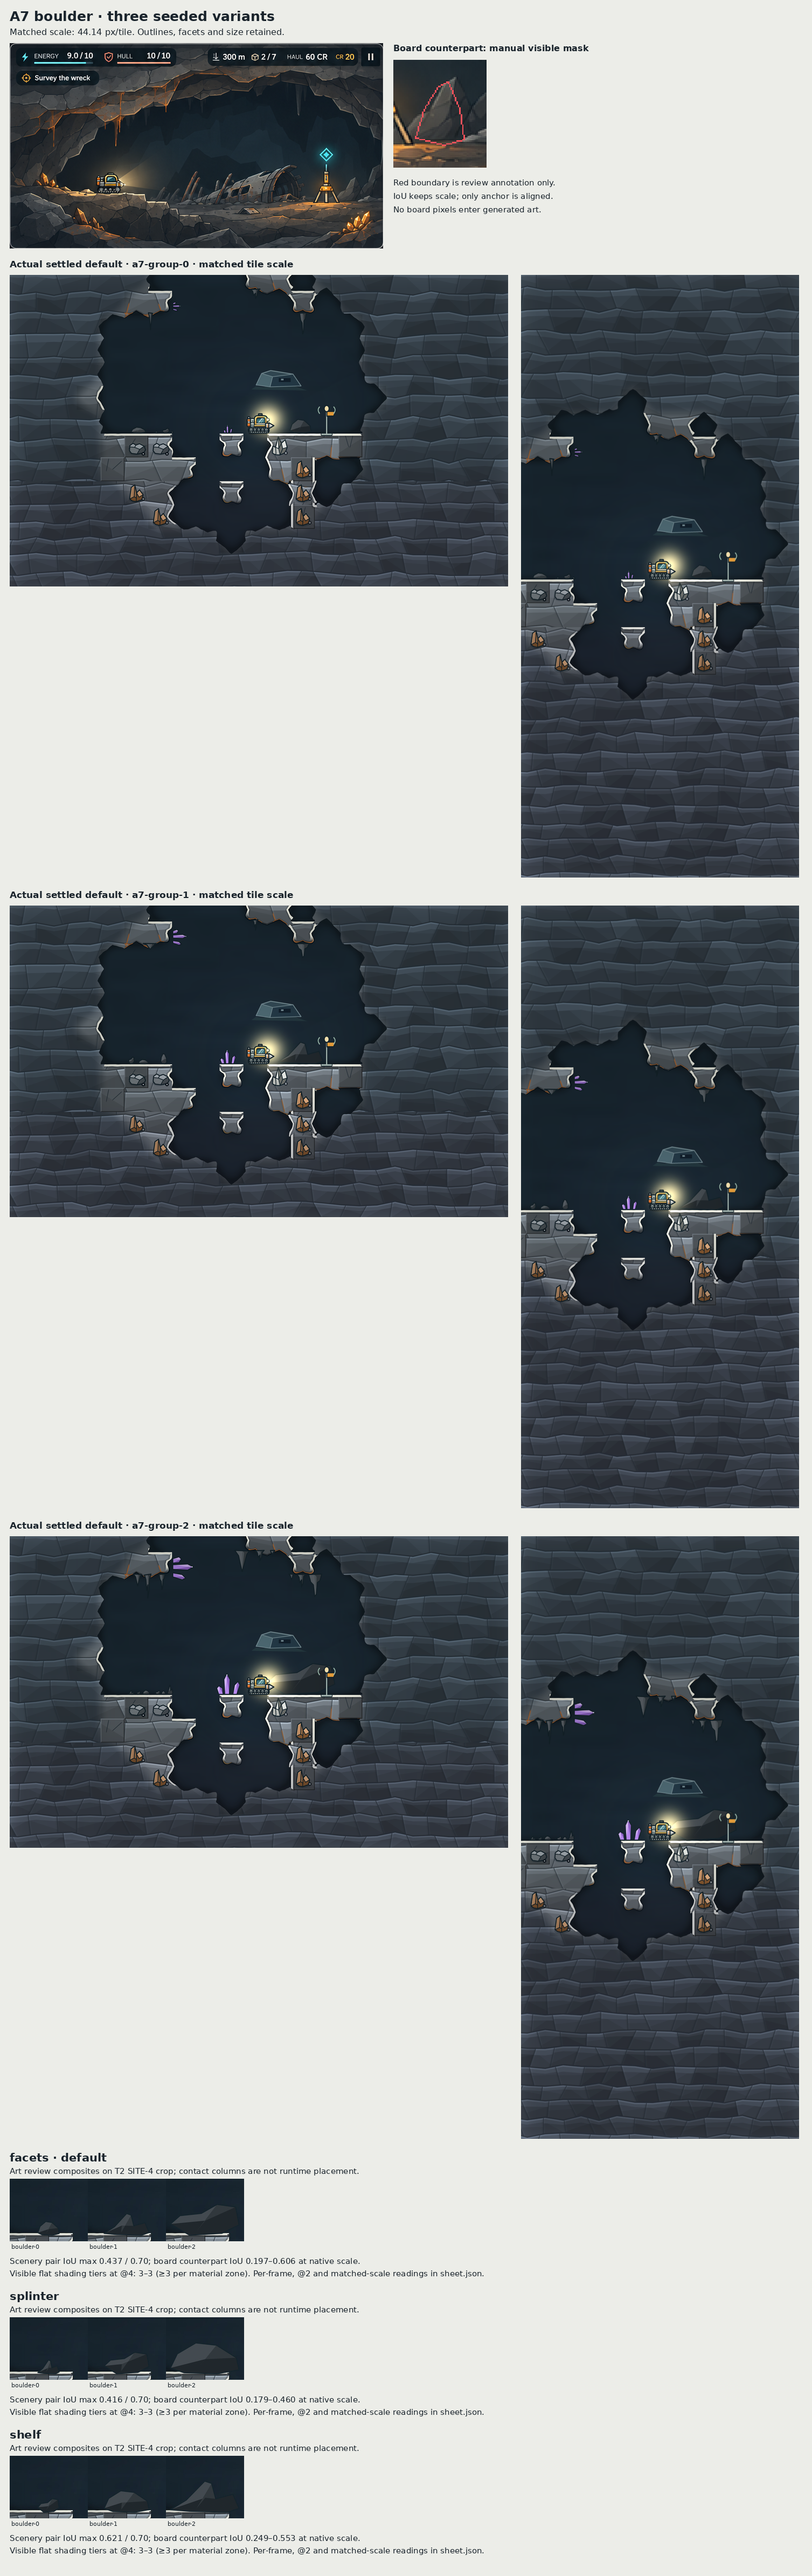 A7 boulder · three seeded variants
Matched scale: 44.14 px/tile. Outlines, facets and size retained.
ENERGY 9.0 / 10 HULL 10 / 10 300 m 2 / 7 HAUL 60 CR CR 20
Survey the wreck
Board counterpart: manual visible mask
Red boundary is review annotation only.
IoU keeps scale; only anchor is aligned.
No board pixels enter generated art.
Actual settled default · a7-group-0 · matched tile scale
Actual settled default · a7-group-1 · matched tile scale
Actual settled default · a7-group-2 · matched tile scale
facets · default
Art review composites on T2 SITE-4 crop; contact columns are not runtime placement.
boulder-0 boulder-1 boulder-2
Scenery pair IoU max 0.437 / 0.70; board counterpart IoU 0.197–0.606 at native scale.
Visible flat shading tiers at @4: 3–3 (≥3 per material zone). Per-frame, @2 and matched-scale readings in sheet.json.
splinter
Art review composites on T2 SITE-4 crop; contact columns are not runtime placement.
boulder-0 boulder-1 boulder-2
Scenery pair IoU max 0.416 / 0.70; board counterpart IoU 0.179–0.460 at native scale.
Visible flat shading tiers at @4: 3–3 (≥3 per material zone). Per-frame, @2 and matched-scale readings in sheet.json.
shelf
Art review composites on T2 SITE-4 crop; contact columns are not runtime placement.
boulder-0 boulder-1 boulder-2
Scenery pair IoU max 0.621 / 0.70; board counterpart IoU 0.249–0.553 at native scale.
Visible flat shading tiers at @4: 3–3 (≥3 per material zone). Per-frame, @2 and matched-scale readings in sheet.json.